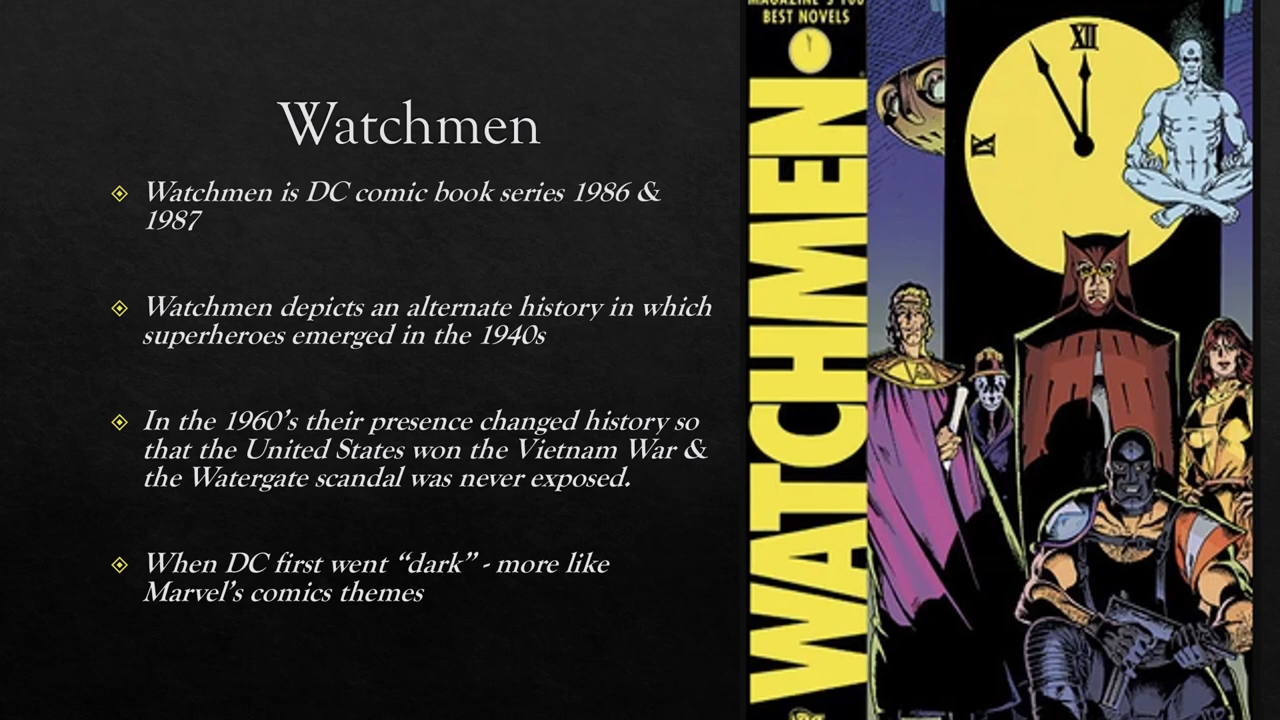 Watchmen
Watchmen is DC comic book series 1986 &
1987
Watchmen depicts an alternate history in which
superheroes emerged in the 1940s
In the 1960’s their presence changed history so
that the United States won the Vietnam War &
the Watergate scandal was never exposed.
When DC first went “dark” - more like
Marvel’s comics themes
MAGAZINE'S 100
BEST NOVELS
WATCHMEN
XII
IX